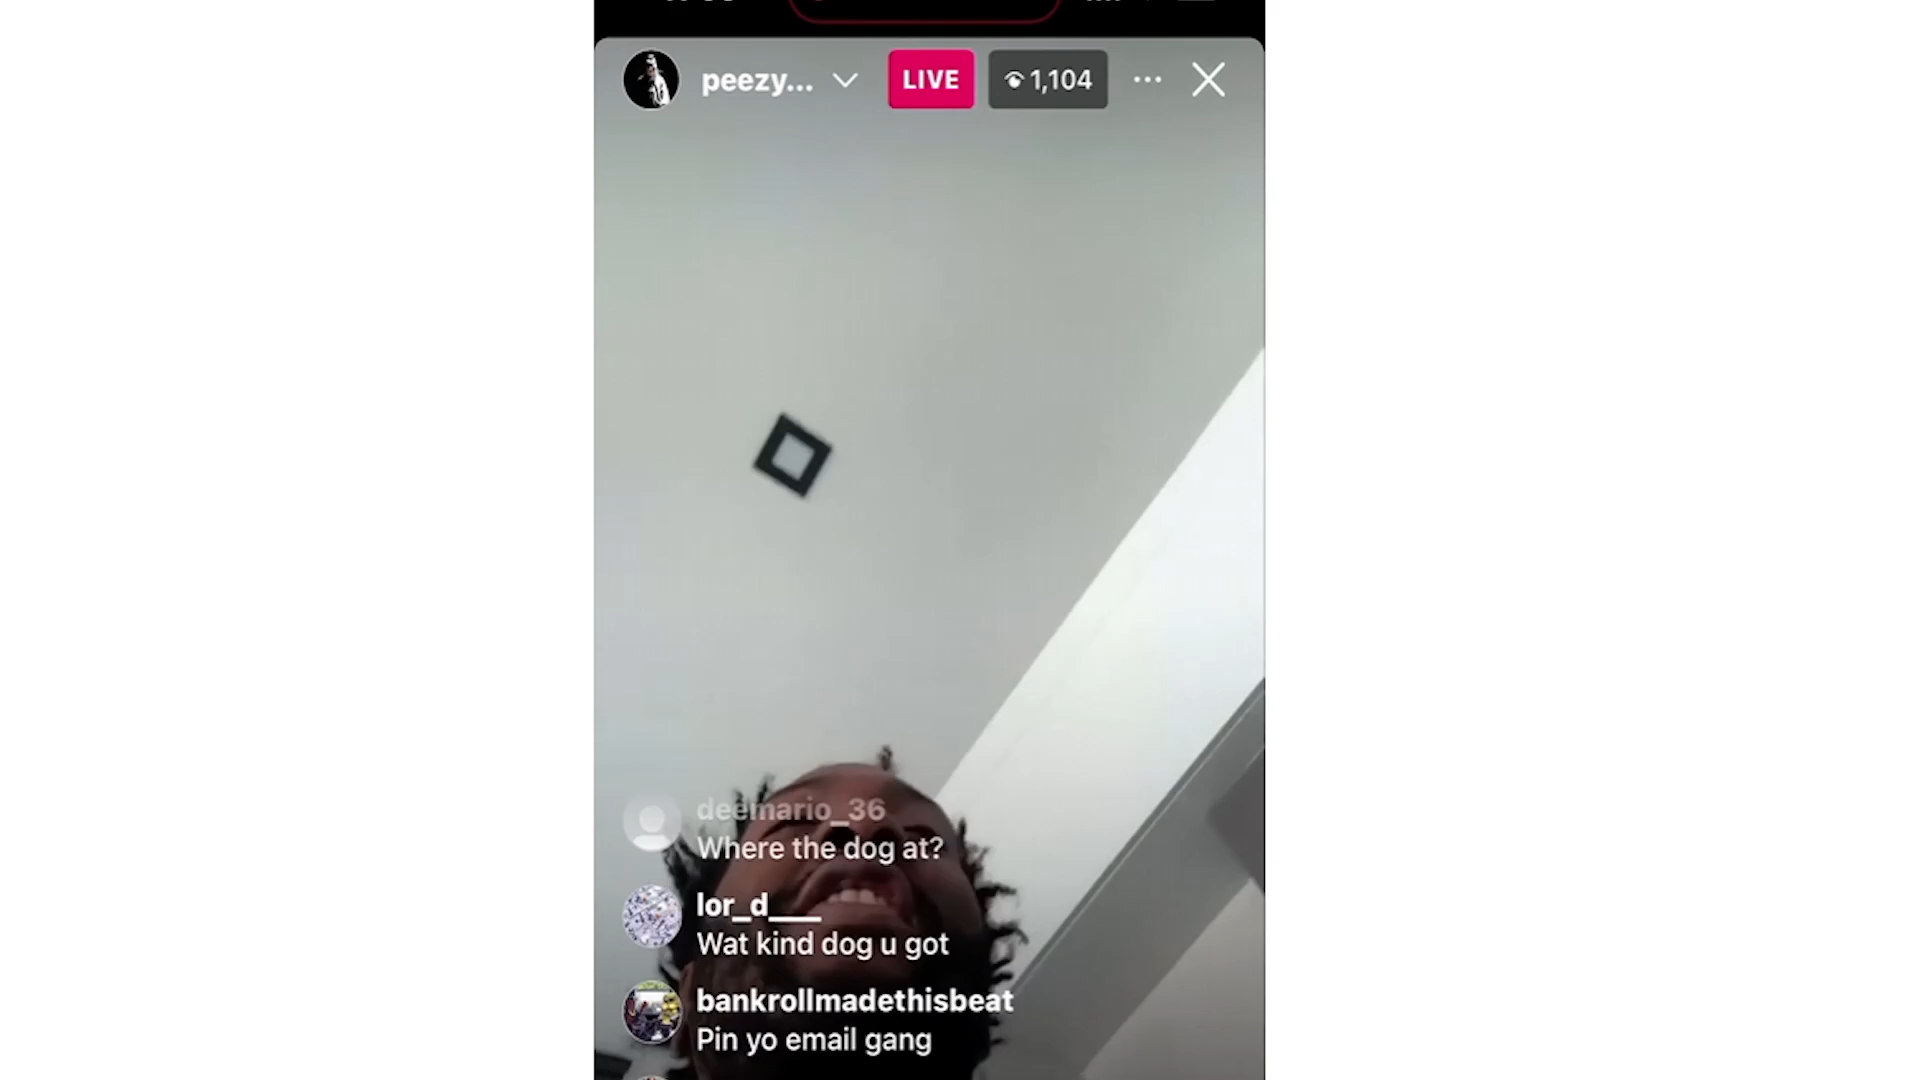 peezy...
LIVE
1,104
deemario_36
Where the dog at?
lor_d___
Wat kind dog u got
bankrollmadethisbeat
Pin yo email gang